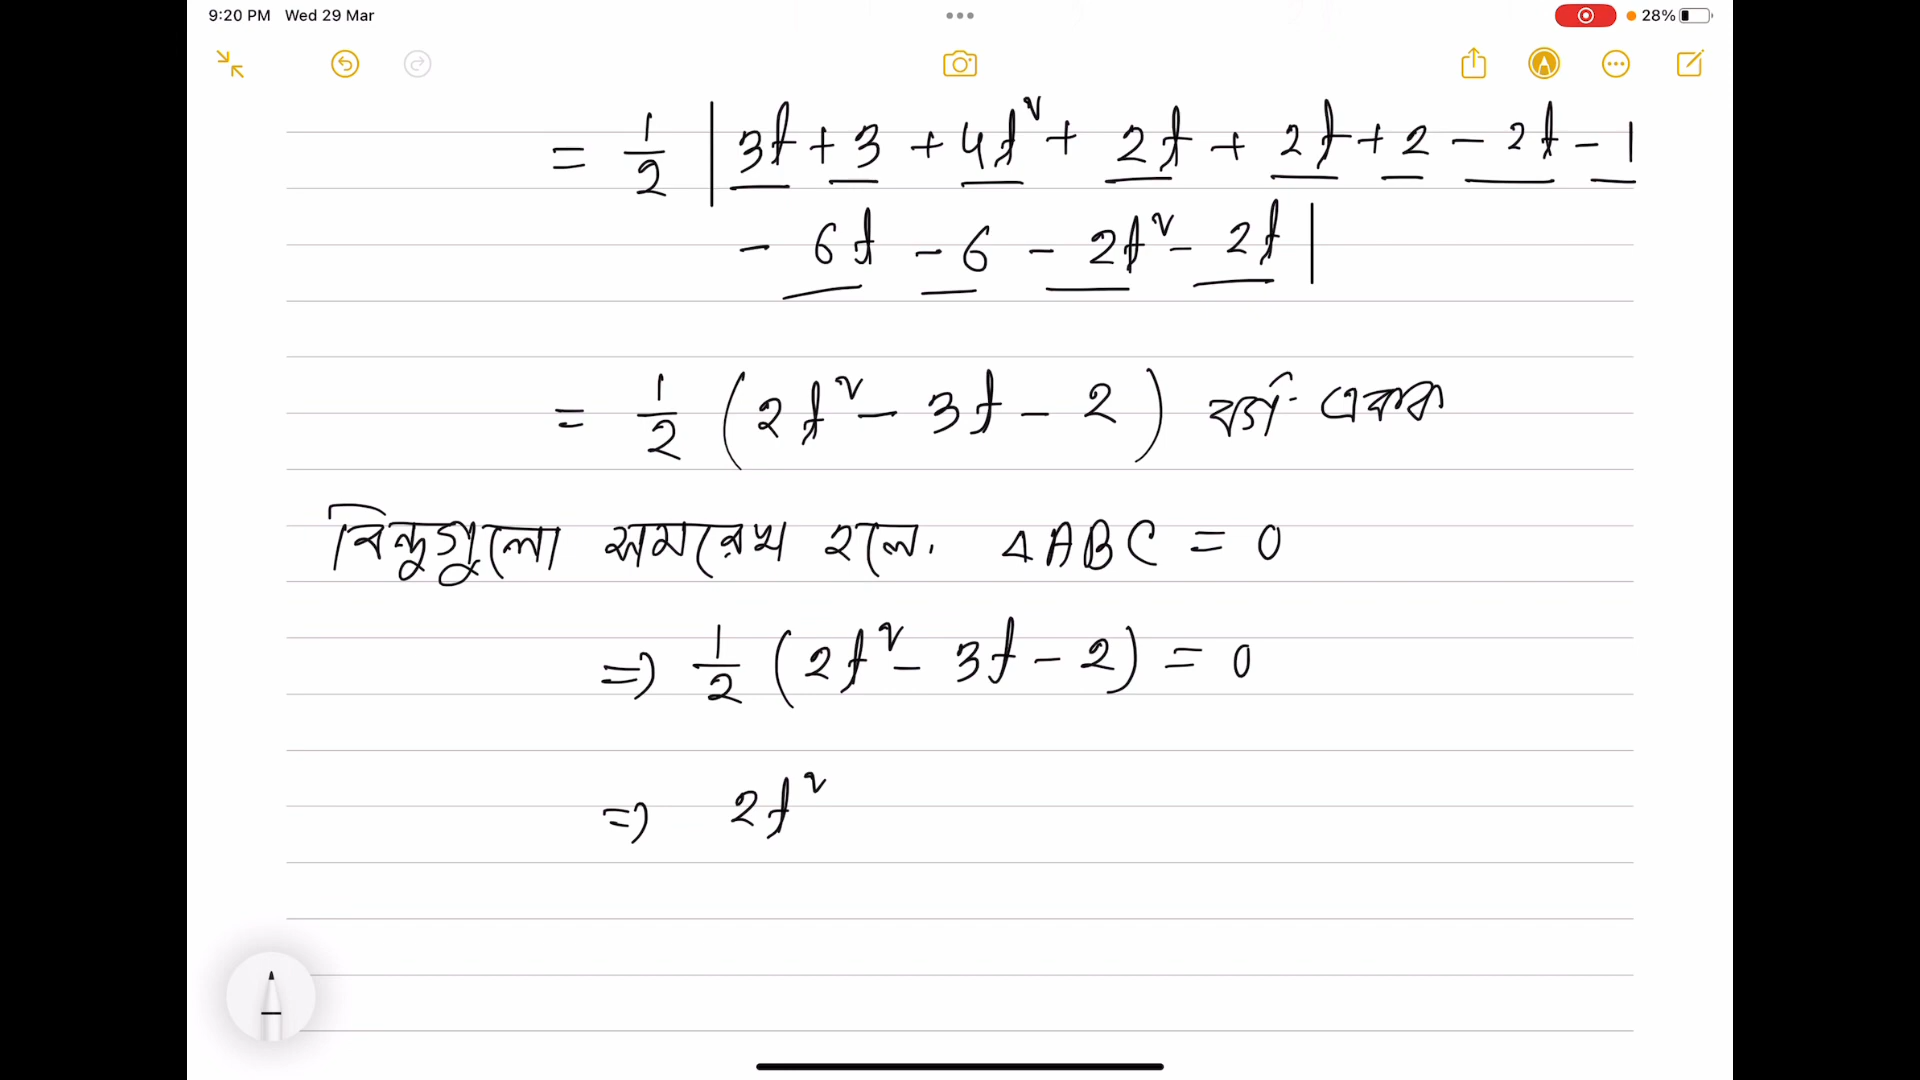 9:20 PM Wed 29 Mar 28%
= 1/2 | 3t + 3 + 4t² + 2t + 2t + 2 - 2t - 1
- 6t - 6 - 2t² - 2t |
= 1/2 (2t² - 3t - 2) বর্গ একক
বিন্দুগুলো সমরেখ হলে, ΔABC = 0
=> 1/2 (2t² - 3t - 2) = 0
=> 2t²